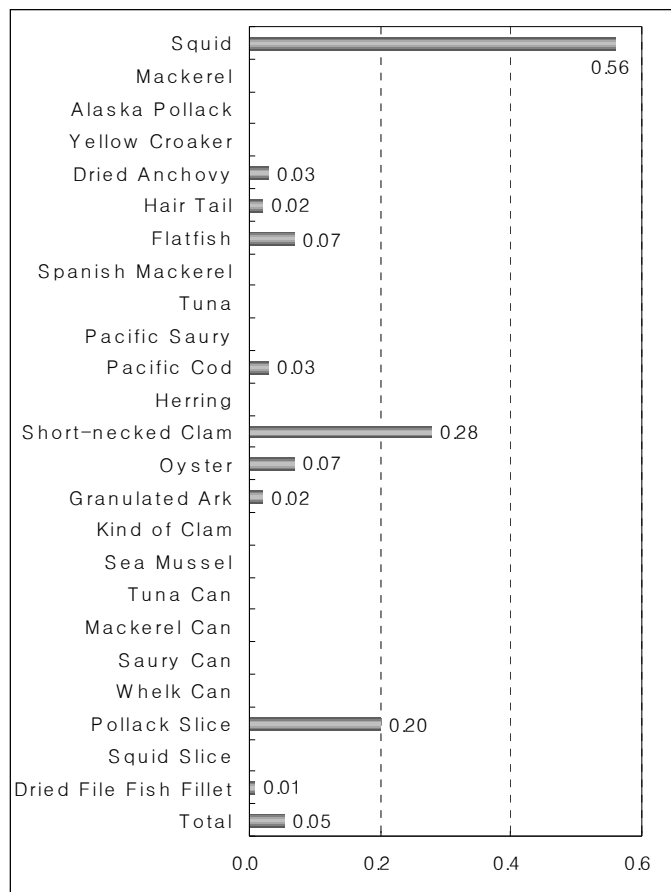 Squid
0.56
Mackerel
Alaska Pollack
Yellow Croaker
Dried Anchovy 0.03
Hair Tail 0.02
Flatfish 0.07
Spanish Mackerel
Tuna
Pacific Saury
Pacific Cod 0.03
Herring
Short-necked Clam 0.28
Oyster 0.07
Granulated Ark 0.02
Kind of Clam
Sea Mussel
Tuna Can
Mackerel Can
Saury Can
Whelk Can
Pollack Slice 0.20
Squid Slice
Dried File Fish Fillet 0.01
Total 0.05
0.0 0.2 0.4 0.6